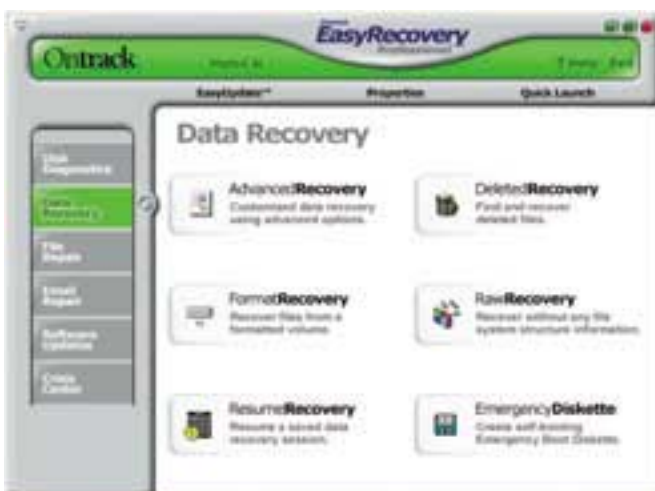 EasyRecovery
Professional
Ontrack
EasyUpdate™
Properties
Quick Launch
Data Recovery
Disk
Diagnostics
Data
Recovery
File
Repair
Email
Repair
Software
Updates
Crisis
Center
AdvancedRecovery
Customized data recovery
using advanced options.
DeletedRecovery
Find and recover
deleted files.
FormatRecovery
Recover files from a
formatted volume.
RawRecovery
Recover without any file
system structure information.
ResumeRecovery
Resume a saved data
recovery session.
EmergencyDiskette
Create self-booting
Emergency Boot Diskette.